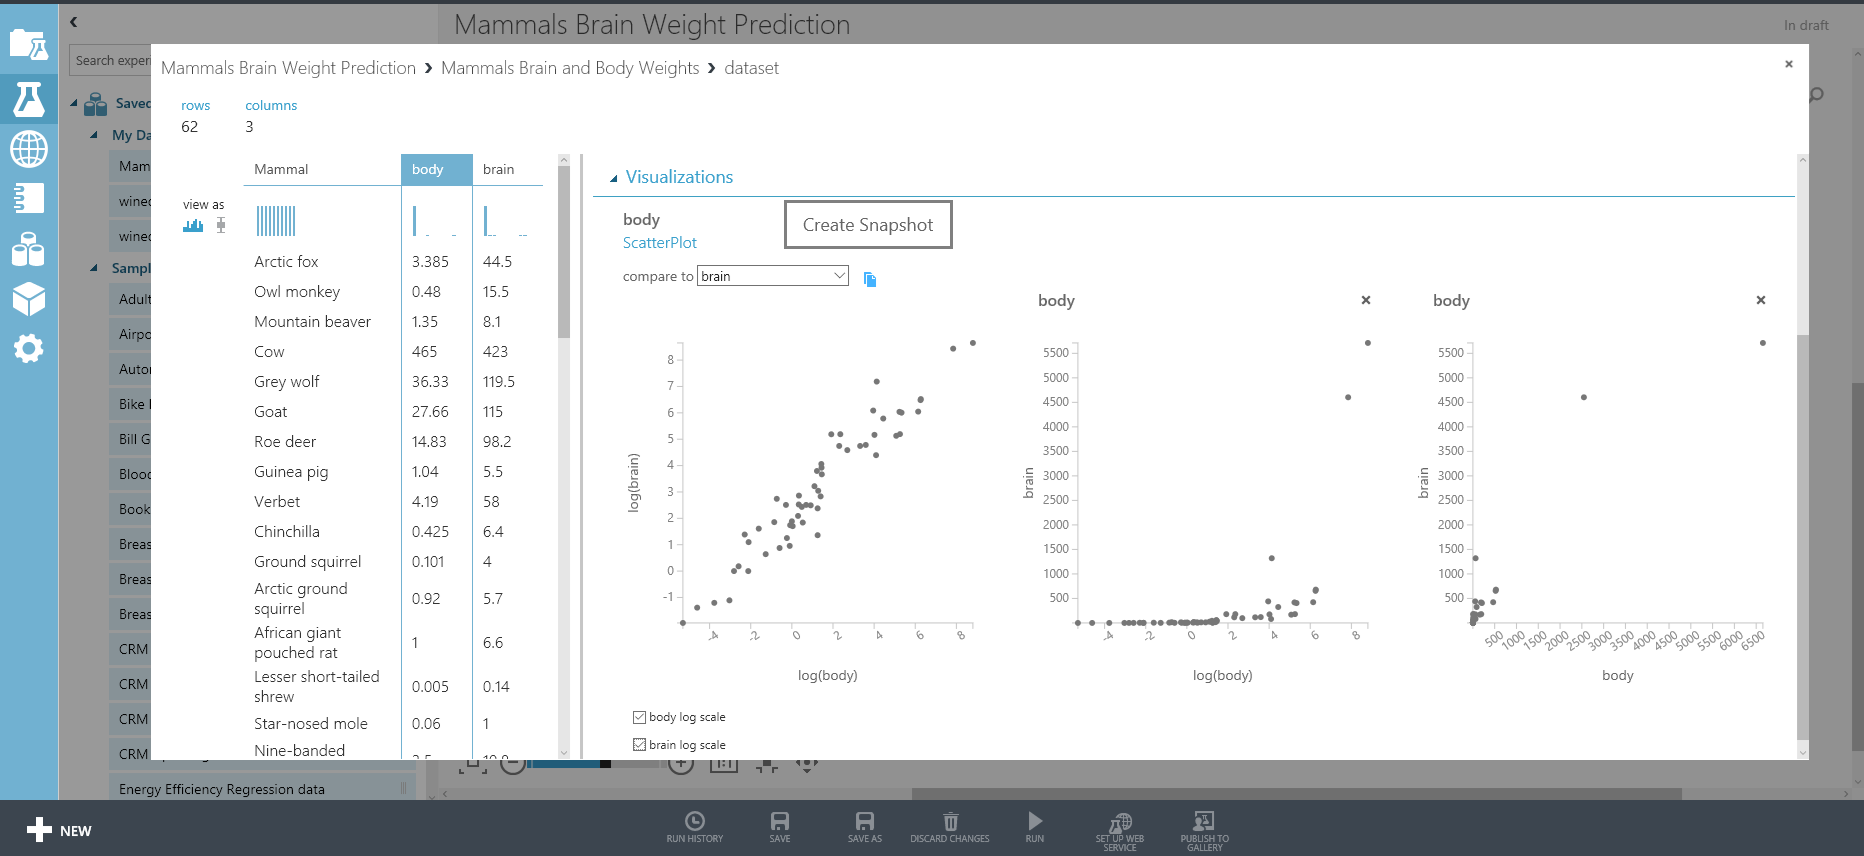 Mammals Brain Weight Prediction
In draft
Search experi
Saved
My Da
Mam
wined
wined
Sampl
Adult
Airpo
Auto
Bike
Bill G
Blood
Book
Breas
Breas
Breas
CRM
CRM
CRM
CRM
Energy Efficiency Regression data
Mammals Brain Weight Prediction › Mammals Brain and Body Weights › dataset
rows columns
62 3
Mammal body brain
view as
Arctic fox 3.385 44.5
Owl monkey 0.48 15.5
Mountain beaver 1.35 8.1
Cow 465 423
Grey wolf 36.33 119.5
Goat 27.66 115
Roe deer 14.83 98.2
Guinea pig 1.04 5.5
Verbet 4.19 58
Chinchilla 0.425 6.4
Ground squirrel 0.101 4
Arctic ground
squirrel 0.92 5.7
African giant
pouched rat 1 6.6
Lesser short-tailed
shrew 0.005 0.14
Star-nosed mole 0.06 1
Nine-banded
Visualizations
body
ScatterPlot
Create Snapshot
compare to brain
8
7
6
5
4
3
2
1
0
-1
log(brain)
-4 -2 0 2 4 6 8
log(body)
body log scale
brain log scale
body
5500
5000
4500
4000
3500
3000
2500
2000
1500
1000
500
brain
-4 -2 0 2 4 6 8
log(body)
body
5500
5000
4500
4000
3500
3000
2500
2000
1500
1000
500
brain
500 1000 1500 2000 2500 3000 3500 4000 4500 5000 5500 6000 6500
body
1:1
NEW
RUN HISTORY
SAVE
SAVE AS
DISCARD CHANGES
RUN
SET UP WEB
SERVICE
PUBLISH TO
GALLERY